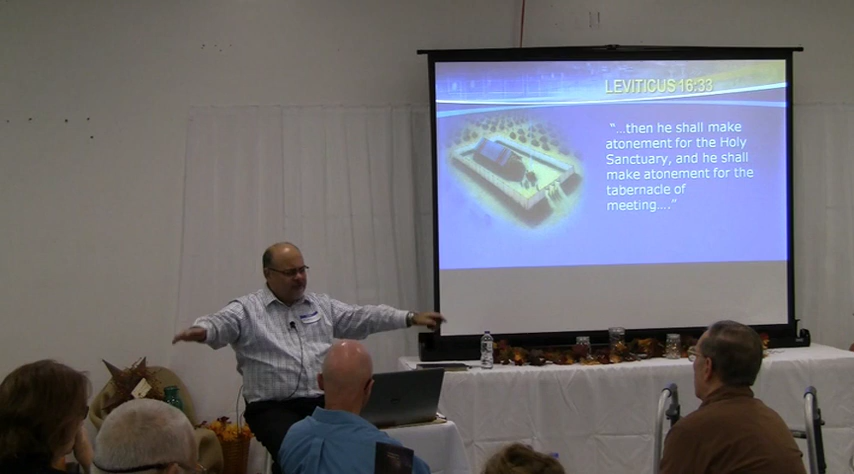 LEVITICUS 16:33
“…then he shall make
atonement for the Holy
Sanctuary, and he shall
make atonement for the
tabernacle of
meeting….”